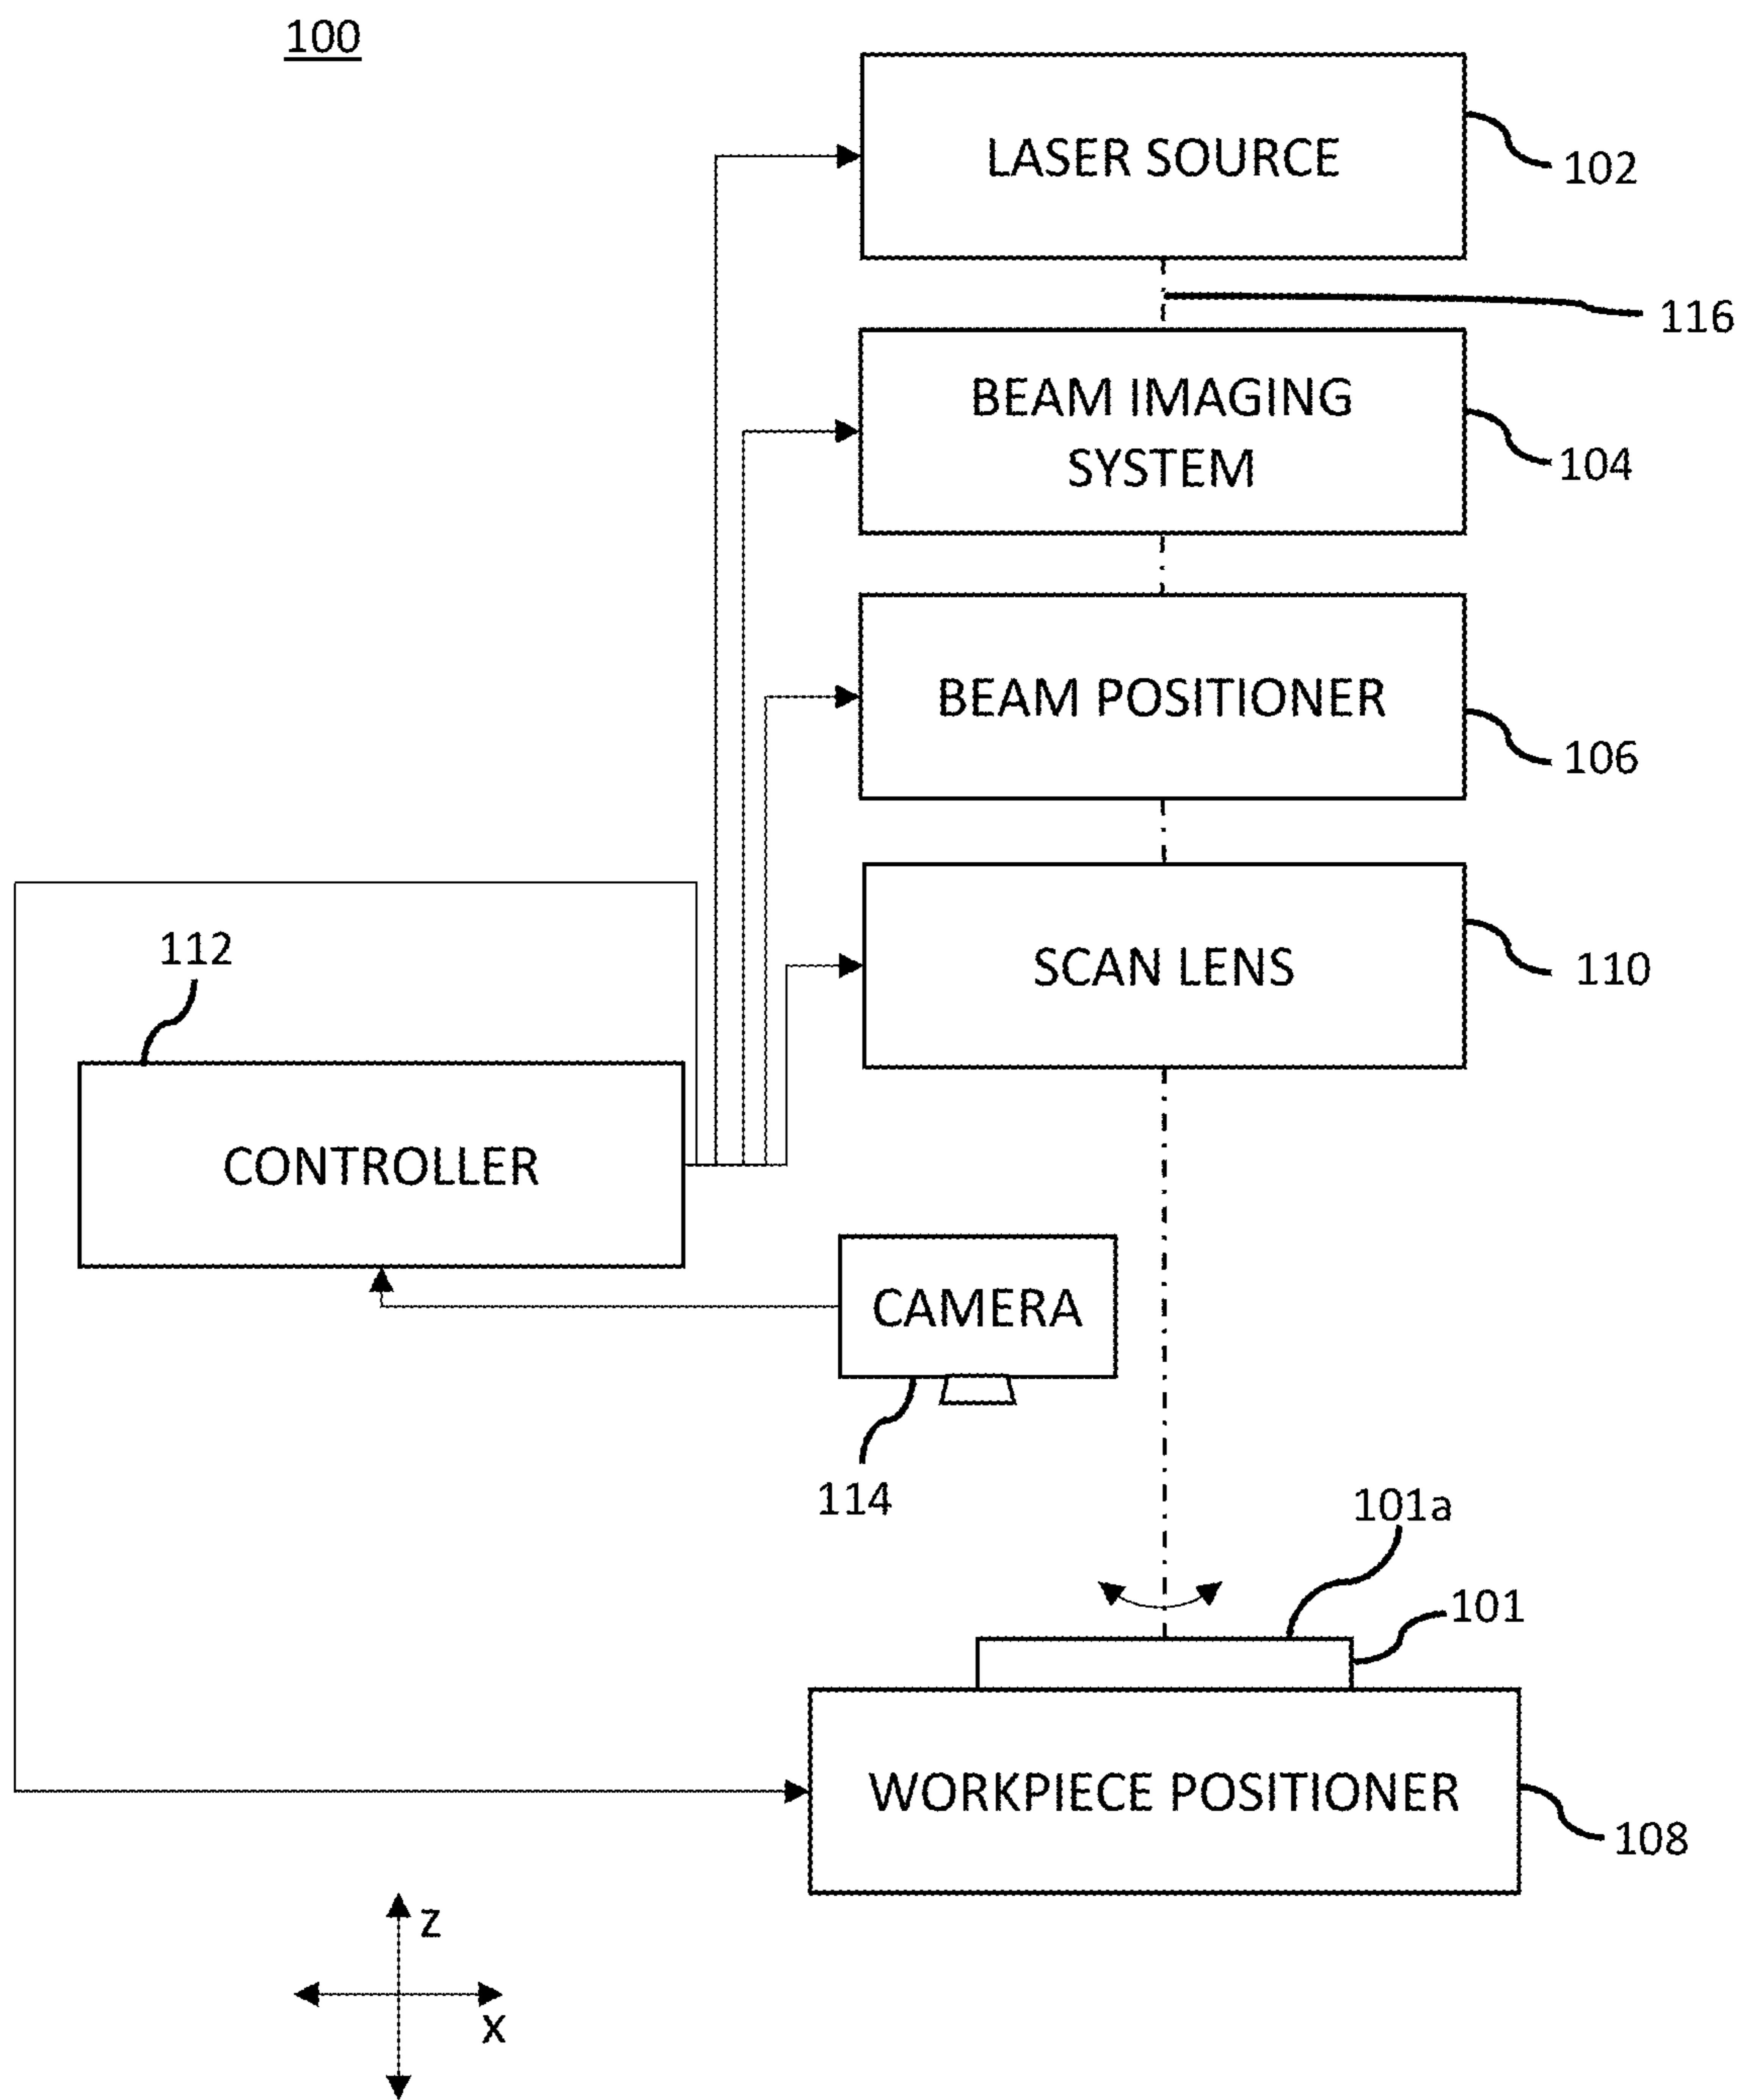 100
LASER SOURCE
102
116
BEAM IMAGING
SYSTEM
104
BEAM POSITIONER
106
SCAN LENS
110
112
CONTROLLER
CAMERA
114
101a
101
WORKPIECE POSITIONER
108
Z
X